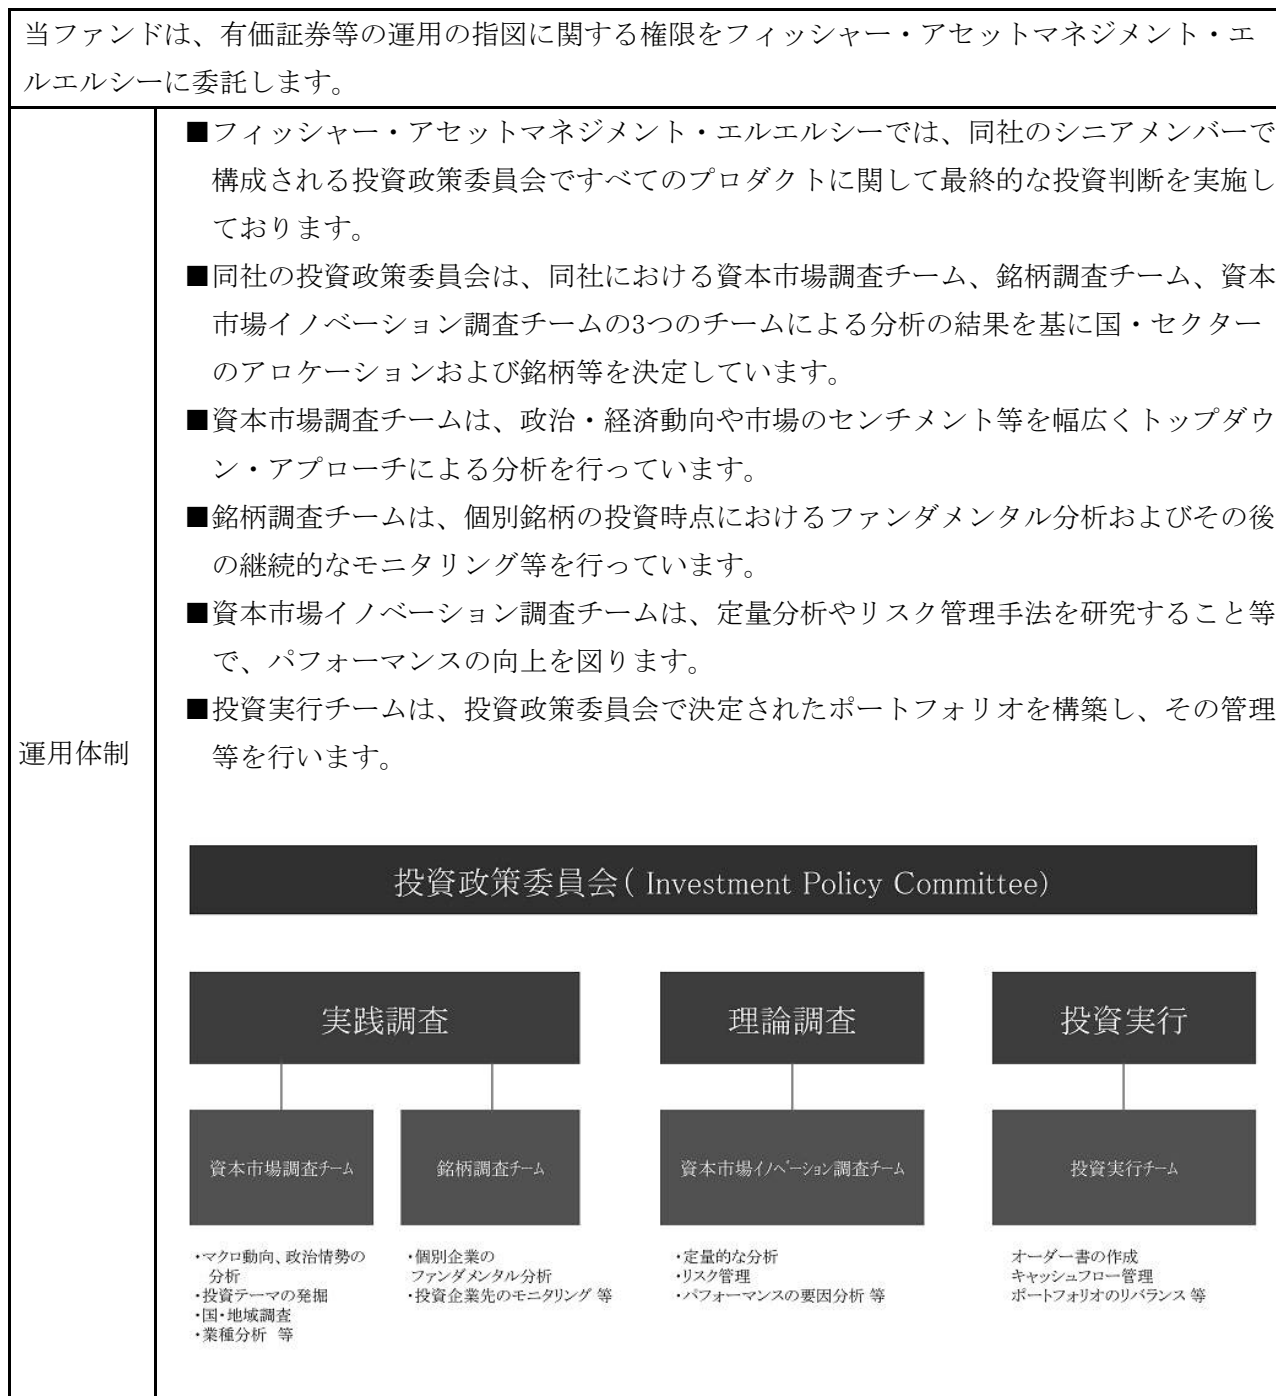 当ファンドは、有価証券等の運用の指図に関する権限をフィッシャー・アセットマネジメント・エ
ルエルシーに委託します。
運用体制
■フィッシャー・アセットマネジメント・エルエルシーでは、同社のシニアメンバーで
構成される投資政策委員会ですべてのプロダクトに関して最終的な投資判断を実施し
ております。
■同社の投資政策委員会は、同社における資本市場調査チーム、銘柄調査チーム、資本
市場イノベーション調査チームの3つのチームによる分析の結果を基に国・セクター
のアロケーションおよび銘柄等を決定しています。
■資本市場調査チームは、政治・経済動向や市場のセンチメント等を幅広くトップダウ
ン・アプローチによる分析を行っています。
■銘柄調査チームは、個別銘柄の投資時点におけるファンダメンタル分析およびその後
の継続的なモニタリング等を行っています。
■資本市場イノベーション調査チームは、定量分析やリスク管理手法を研究すること等
で、パフォーマンスの向上を図ります。
■投資実行チームは、投資政策委員会で決定されたポートフォリオを構築し、その管理
等を行います。
投資政策委員会( Investment Policy Committee)
実践調査
理論調査
投資実行
資本市場調査ﾁｰﾑ
銘柄調査ﾁｰﾑ
資本市場ｲﾉﾍﾞｰｼｮﾝ調査ﾁｰﾑ
投資実行ﾁｰﾑ
・マクロ動向、政治情勢の
分析
・投資テーマの発掘
・国・地域調査
・業種分析 等
・個別企業の
ファンダメンタル分析
・投資企業先のモニタリング 等
・定量的な分析
・リスク管理
・パフォーマンスの要因分析 等
オーダー書の作成
キャッシュフロー管理
ポートフォリオのリバランス 等